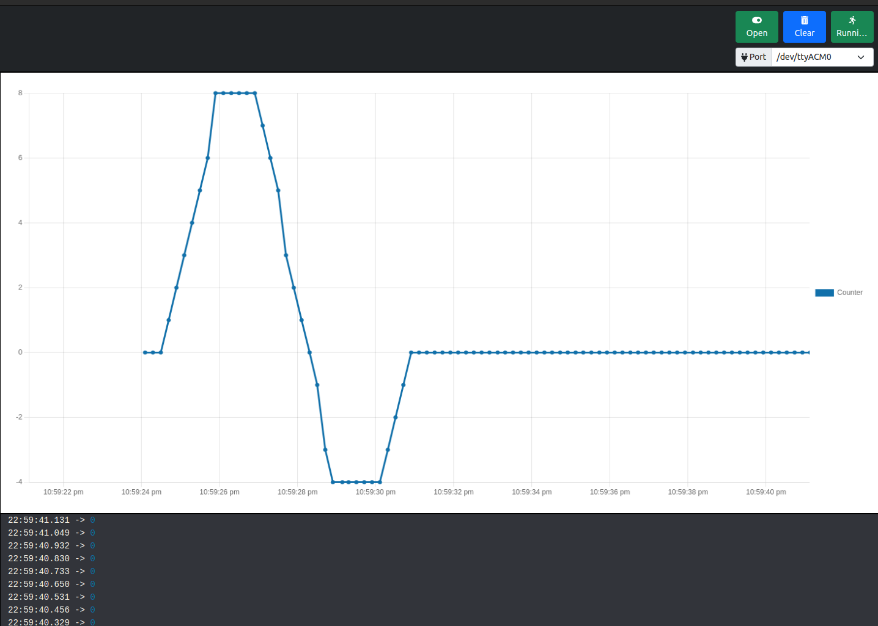 Open Clear Runni...
Port /dev/ttyACM0
8
6
4
2
0
-2
-4
Counter
10:59:22 pm 10:59:24 pm 10:59:26 pm 10:59:28 pm 10:59:30 pm 10:59:32 pm 10:59:34 pm 10:59:36 pm 10:59:38 pm 10:59:40 pm
22:59:41.131 -> 0
22:59:41.049 -> 0
22:59:40.932 -> 0
22:59:40.830 -> 0
22:59:40.733 -> 0
22:59:40.650 -> 0
22:59:40.531 -> 0
22:59:40.456 -> 0
22:59:40.329 -> 0